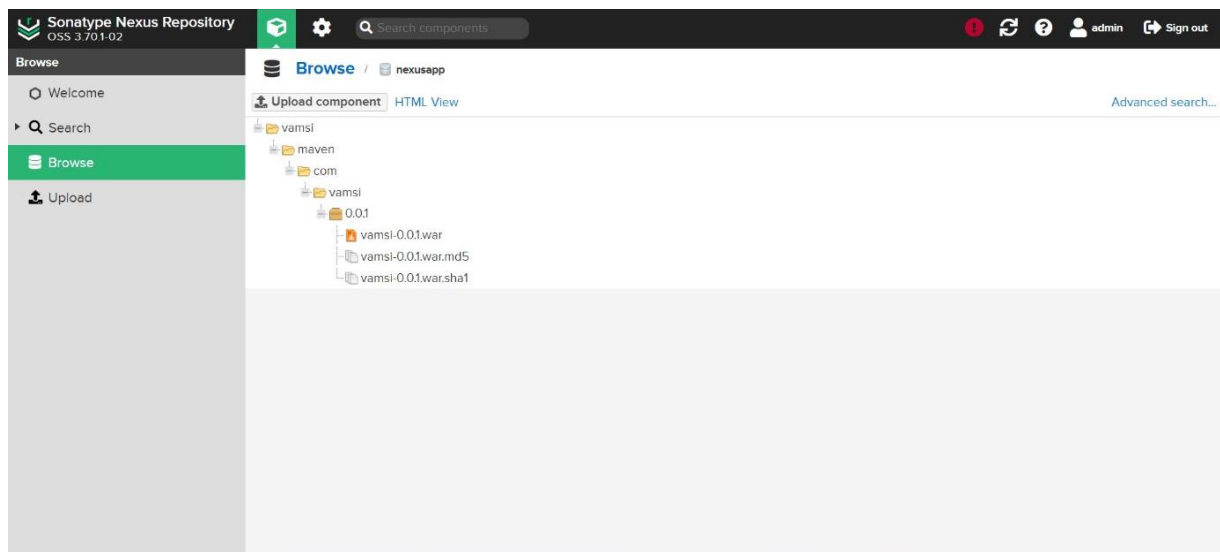 Sonatype Nexus Repository
OSS 3.70.1-02
Search components
admin
Sign out
Browse
Browse / nexusapp
Welcome
Upload component
HTML View
Advanced search...
Search
Browse
Upload
vamsi
maven
com
vamsi
0.0.1
vamsi-0.0.1.war
vamsi-0.0.1.war.md5
vamsi-0.0.1.war.sha1